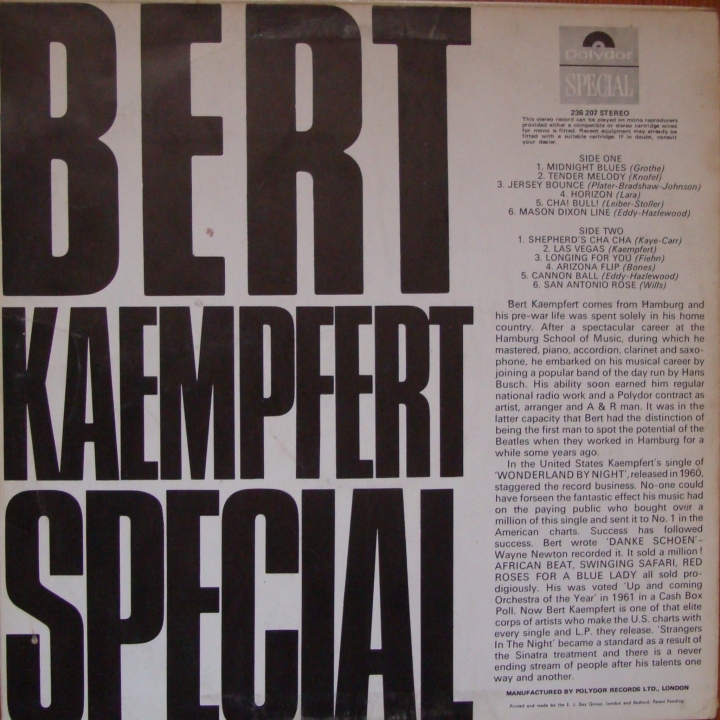 BERT
KAEMPFERT
SPECIAL
Polydor
SPECIAL
236 207 STEREO
This stereo record can be played on mono reproducers
provided either a compatible or stereo cartridge wired
for mono is fitted. Recent equipment may already be
fitted with a suitable cartridge. If in doubt, consult
your dealer.
SIDE ONE
1. MIDNIGHT BLUES (Grothe)
2. TENDER MELODY (Knofel)
3. JERSEY BOUNCE (Plater-Bradshaw-Johnson)
4. HORIZON (Lara)
5. CHA! BULL! (Leiber-Stoller)
6. MASON DIXON LINE (Eddy-Hazlewood)
SIDE TWO
1. SHEPHERD'S CHA CHA (Kaye-Carr)
2. LAS VEGAS (Kaempfert)
3. LONGING FOR YOU (Fiehn)
4. ARIZONA FLIP (Bones)
5. CANNON BALL (Eddy-Hazlewood)
6. SAN ANTONIO ROSE (Wills)
Bert Kaempfert comes from Hamburg and
his pre-war life was spent solely in his home
country. After a spectacular career at the
Hamburg School of Music, during which he
mastered, piano, accordion, clarinet and saxo-
phone, he embarked on his musical career by
joining a popular band of the day run by Hans
Busch. His ability soon earned him regular
national radio work and a Polydor contract as
artist, arranger and A & R man. It was in the
latter capacity that Bert had the distinction of
being the first man to spot the potential of the
Beatles when they worked in Hamburg for a
while some years ago.
In the United States Kaempfert's single of
'WONDERLAND BY NIGHT', released in 1960,
staggered the record business. No-one could
have forseen the fantastic effect his music had
on the paying public who bought over a
million of this single and sent it to No. 1 in the
American charts. Success has followed
success. Bert wrote 'DANKE SCHOEN'–
Wayne Newton recorded it. It sold a million!
AFRICAN BEAT, SWINGING SAFARI, RED
ROSES FOR A BLUE LADY all sold pro-
digiously. His was voted 'Up and coming
Orchestra of the Year' in 1961 in a Cash Box
Poll. Now Bert Kaempfert is one of that elite
corps of artists who make the U.S. charts with
every single and L.P. they release. 'Strangers
In The Night' became a standard as a result of
the Sinatra treatment and there is a never
ending stream of people after his talents one
way and another.
MANUFACTURED BY POLYDOR RECORDS LTD., LONDON
Printed and made by the E. J. Day Group, London and Bedford. Patent Pending.